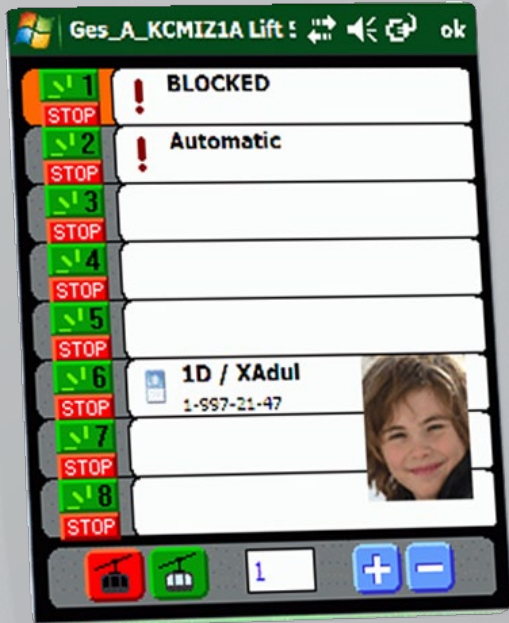 Ges_A_KCMIZ1A Lift 5 ok
1 BLOCKED
STOP
2 Automatic
STOP
3
STOP
4
STOP
5
STOP
6 1D / XAdul
STOP 1-997-21-47
7
STOP
8
STOP
1 + −